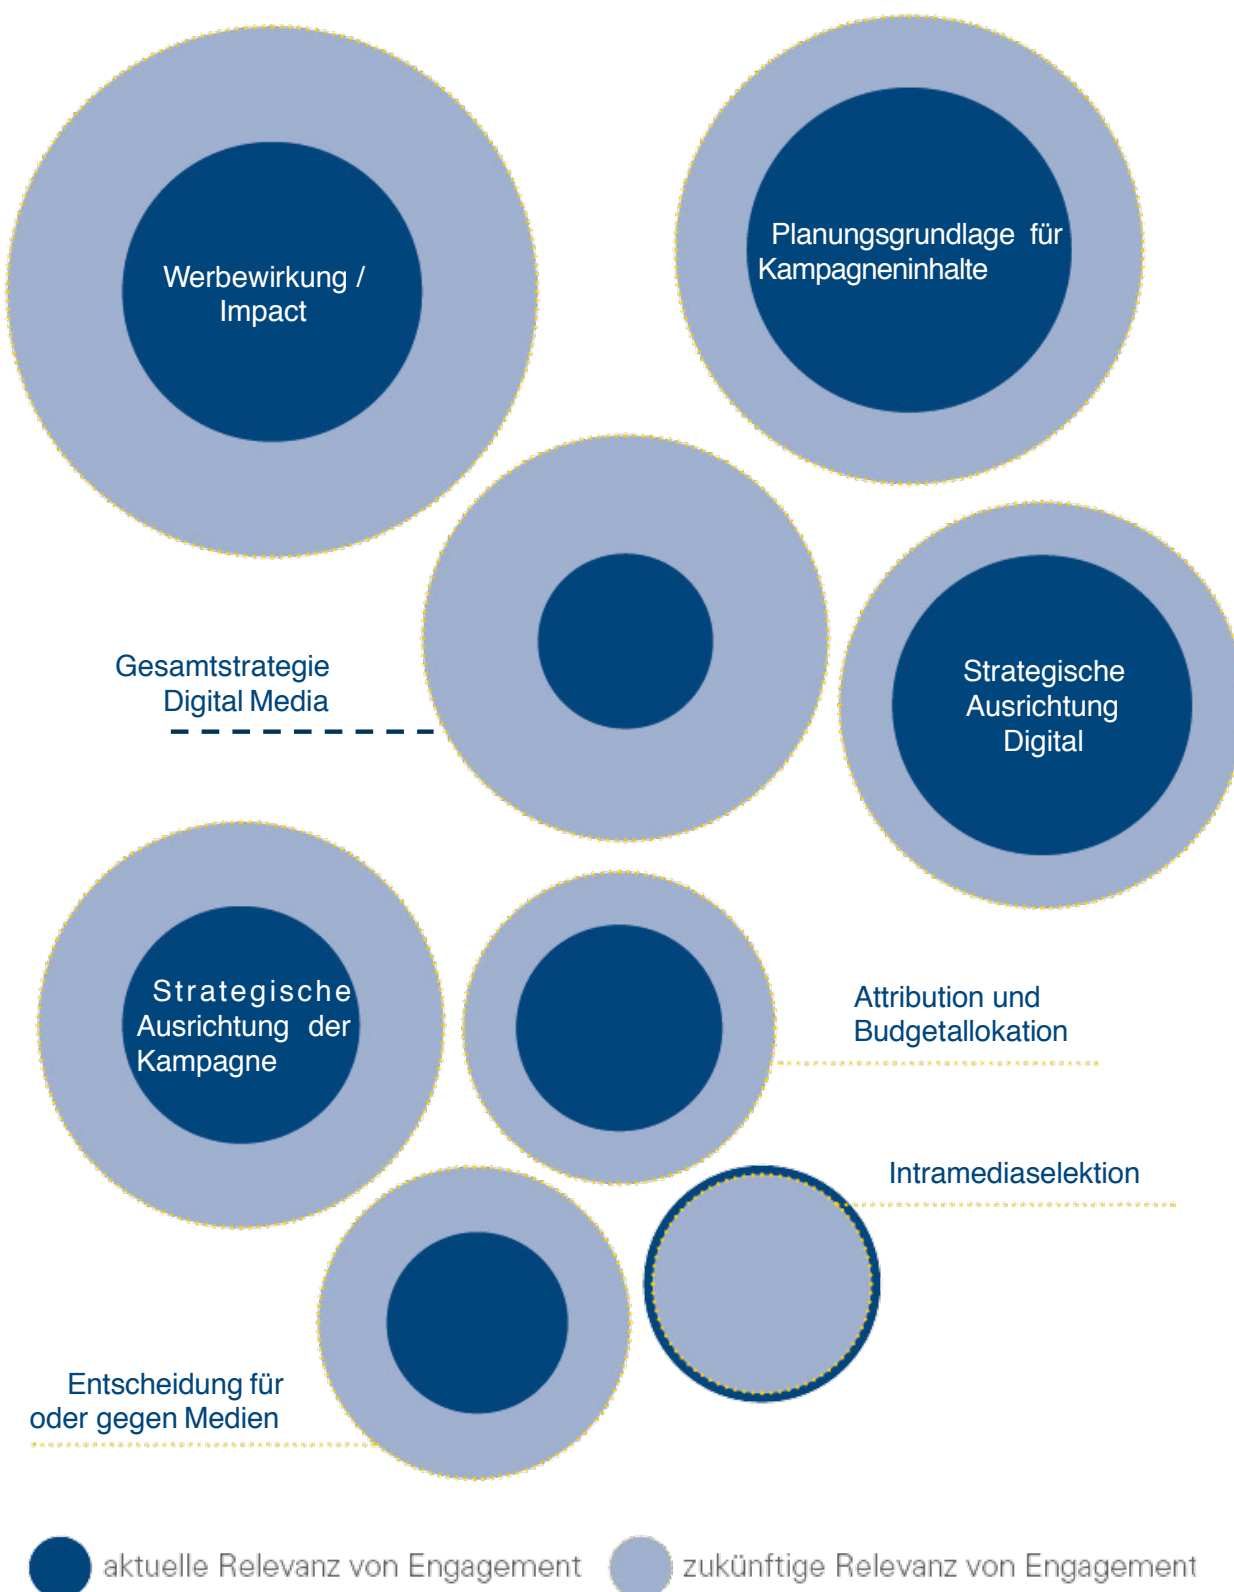 Werbewirkung /
Impact
Planungsgrundlage für
Kampagneninhalte
Gesamtstrategie
Digital Media
Strategische
Ausrichtung
Digital
Strategische
Ausrichtung der
Kampagne
Attribution und
Budgetallokation
Intramediaselektion
Entscheidung für
oder gegen Medien
aktuelle Relevanz von Engagement
zukünftige Relevanz von Engagement